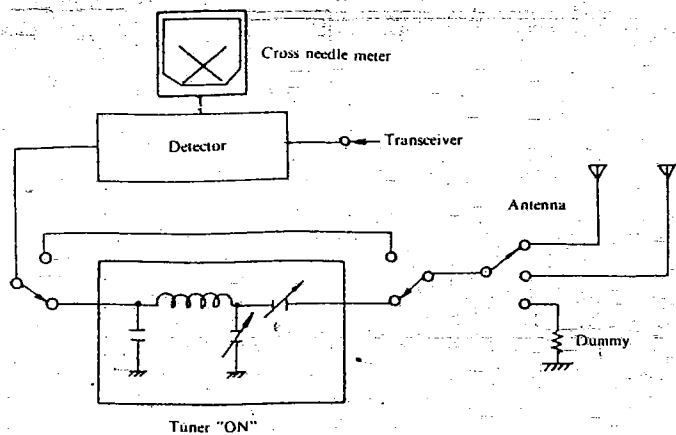 Cross needle meter
Detector
Transceiver
Antenna
Dummy
Tuner "ON"